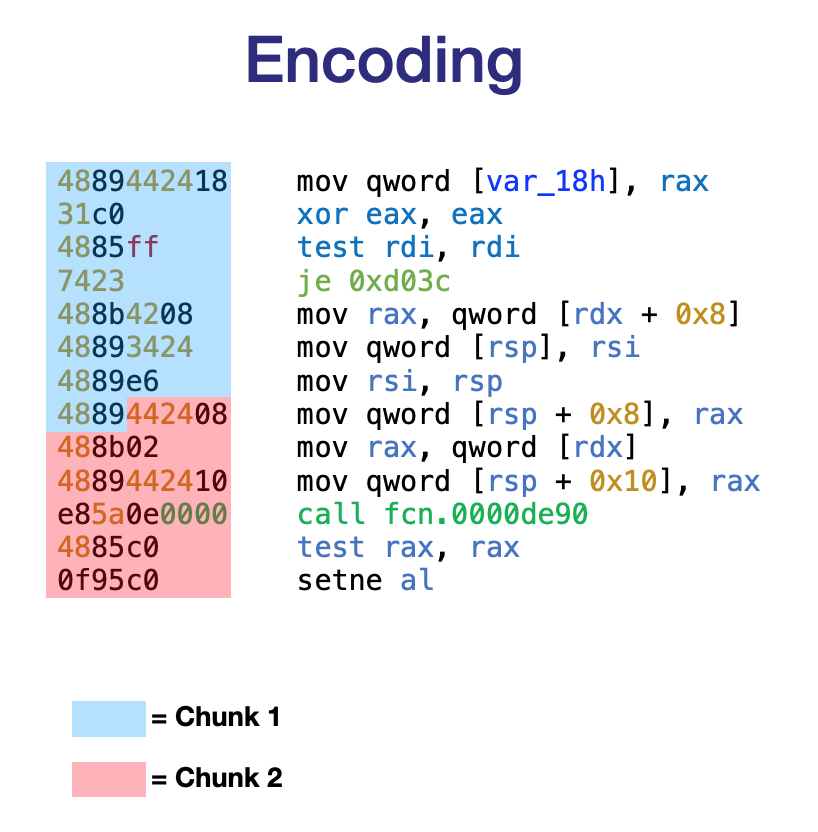 Encoding
4889442418 mov qword [var_18h], rax
31c0 xor eax, eax
4885ff test rdi, rdi
7423 je 0xd03c
488b4208 mov rax, qword [rdx + 0x8]
48893424 mov qword [rsp], rsi
4889e6 mov rsi, rsp
4889442408 mov qword [rsp + 0x8], rax
488b02 mov rax, qword [rdx]
4889442410 mov qword [rsp + 0x10], rax
e85a0e0000 call fcn.0000de90
4885c0 test rax, rax
0f95c0 setne al
= Chunk 1
= Chunk 2